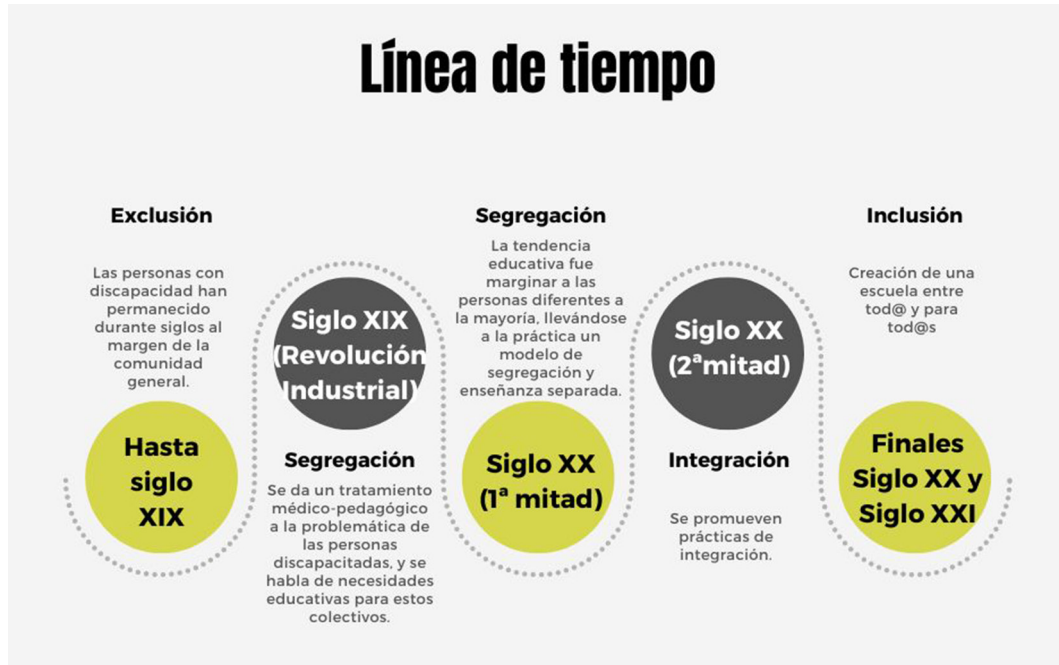 Línea de tiempo
Exclusión
Las personas con
discapacidad han
permanecido
durante siglos al
margen de la
comunidad
general.
Hasta
siglo
XIX
Siglo XIX
(Revolución
Industrial)
Segregación
Se da un tratamiento
médico-pedagógico
a la problemática de
las personas
discapacitadas, y se
habla de necesidades
educativas para estos
colectivos.
Segregación
La tendencia
educativa fue
marginar a las
personas diferentes a
la mayoría, llevándose
a la práctica un
modelo de
segregación y
enseñanza separada.
Siglo XX
(1ª mitad)
Siglo XX
(2ªmitad)
Integración
Se promueven
prácticas de
integración.
Inclusión
Creación de una
escuela entre
tod@ y para
tod@s
Finales
Siglo XX y
Siglo XXI